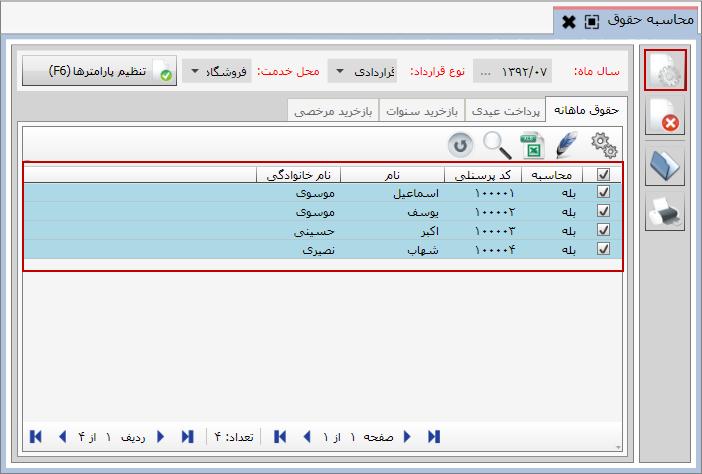 محاسبه حقوق
سال ماه: ۱۳۹۲/۰۷ ... نوع قرارداد: قراردادی محل خدمت: فروشگاه تنظیم پارامترها (F6)
حقوق ماهانه پرداخت عیدی بازخرید سنوات بازخرید مرخصی
محاسبه کد پرسنلی نام نام خانوادگی
بله ۱۰۰۰۰۱ اسماعیل موسوی
بله ۱۰۰۰۰۲ یوسف موسوی
بله ۱۰۰۰۰۳ اکبر حسینی
بله ۱۰۰۰۰۴ شهاب نصیری
صفحه ۱ از ۱ تعداد: ۴ ردیف ۱ از ۴